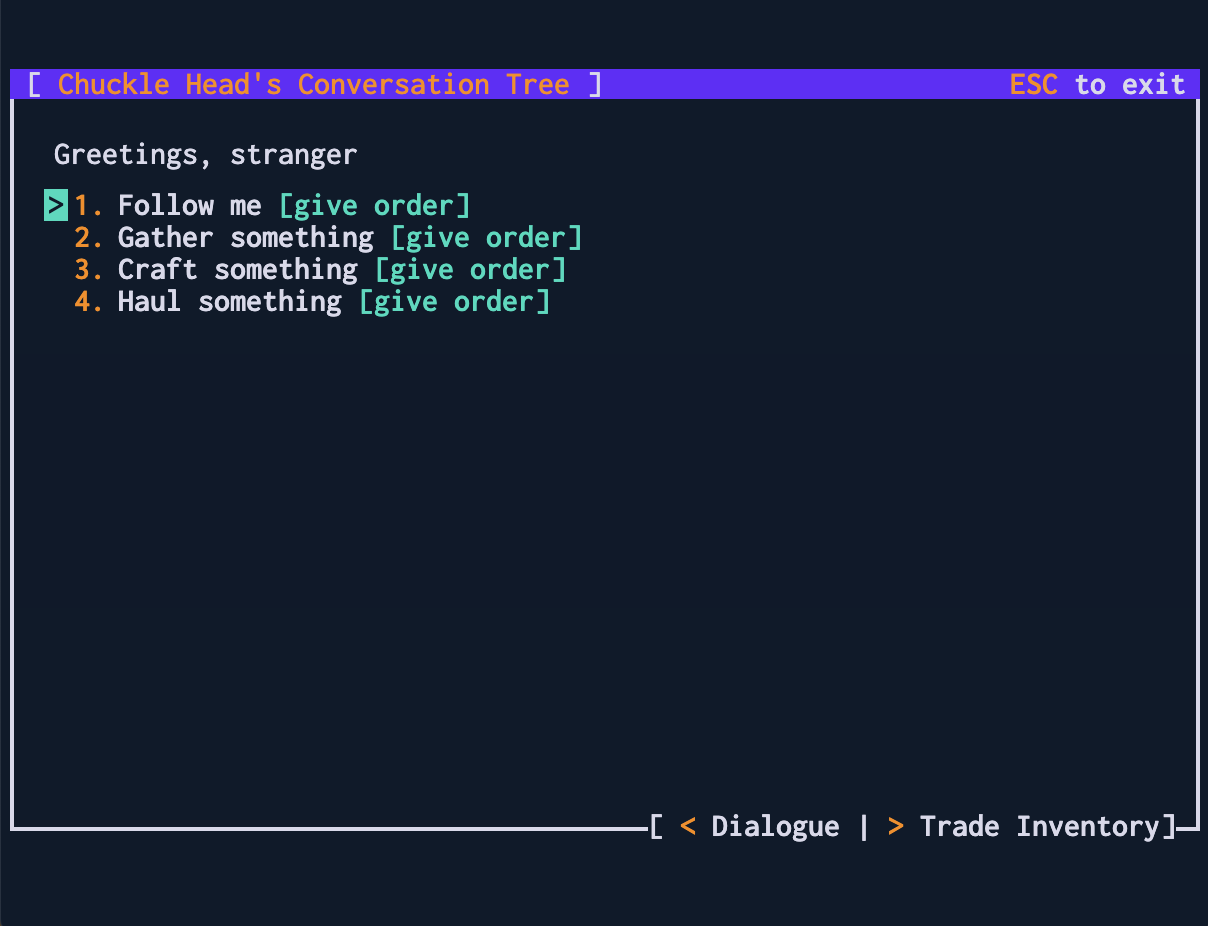 [ Chuckle Head's Conversation Tree ] ESC to exit
Greetings, stranger
>1. Follow me [give order]
2. Gather something [give order]
3. Craft something [give order]
4. Haul something [give order]
[ < Dialogue | > Trade Inventory]